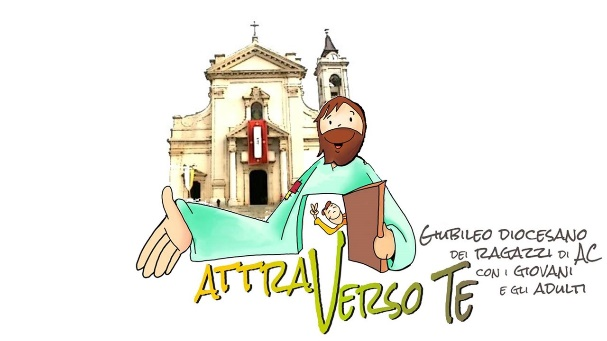 ATTRAVERSO TE
GIUBILEO DIOCESANO
DEI RAGAZZI DI AC
CON I GIOVANI
E GLI ADULTI